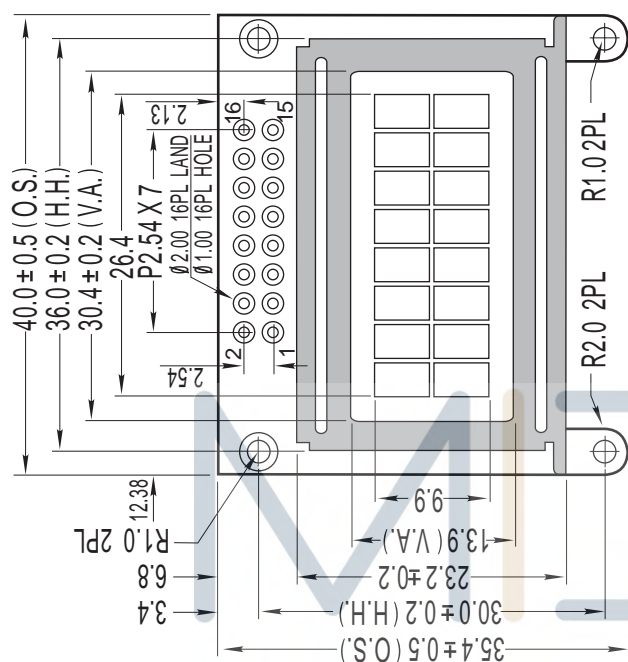 40.0 ± 0.5 ( O.S.)
36.0 ± 0.2 ( H.H.)
30.4 ± 0.2 ( V.A.)
26.4
P2.54 X 7
2.13
Ø 2.00 16PL LAND
Ø 1.00 16PL HOLE
16
15
2
1
2.54
R1.0 2PL
R2.0 2PL
12.38
R1.0 2PL
6.8
3.4
9.9
13.9 ( V.A.)
23.2 ± 0.2
30.0 ± 0.2 ( H.H.)
35.4 ± 0.5 ( O.S.)